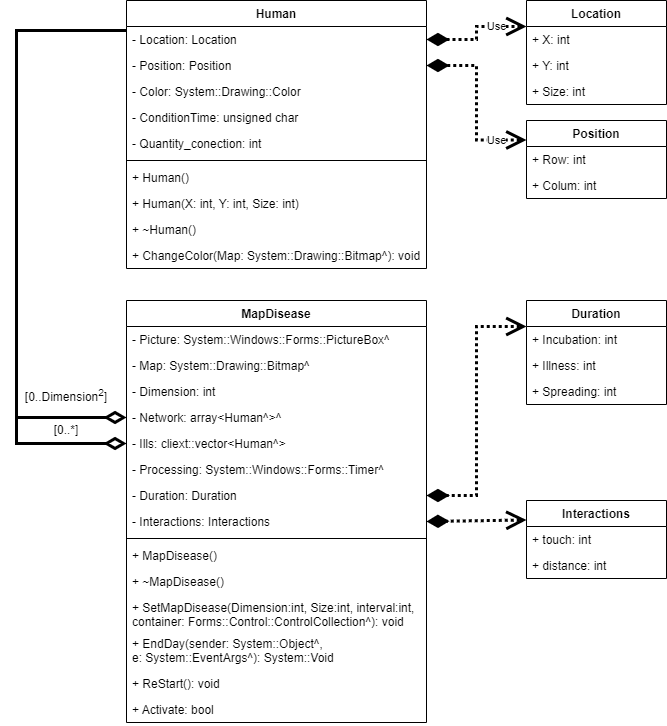 Human
- Location: Location
- Position: Position
- Color: System::Drawing::Color
- ConditionTime: unsigned char
- Quantity_conection: int
+ Human()
+ Human(X: int, Y: int, Size: int)
+ ~Human()
+ ChangeColor(Map: System::Drawing::Bitmap^): void
Use
Location
+ X: int
+ Y: int
+ Size: int
Use
Position
+ Row: int
+ Colum: int
MapDisease
- Picture: System::Windows::Forms::PictureBox^
- Map: System::Drawing::Bitmap^
- Dimension: int
- Network: array<Human^>^
- Ills: cliext::vector<Human^>
- Processing: System::Windows::Forms::Timer^
- Duration: Duration
- Interactions: Interactions
+ MapDisease()
+ ~MapDisease()
+ SetMapDisease(Dimension:int, Size:int, interval:int,
container: Forms::Control::ControlCollection^): void
+ EndDay(sender: System::Object^,
e: System::EventArgs^): System::Void
+ ReStart(): void
+ Activate: bool
[0..Dimension²]
[0..*]
Duration
+ Incubation: int
+ Illness: int
+ Spreading: int
Interactions
+ touch: int
+ distance: int